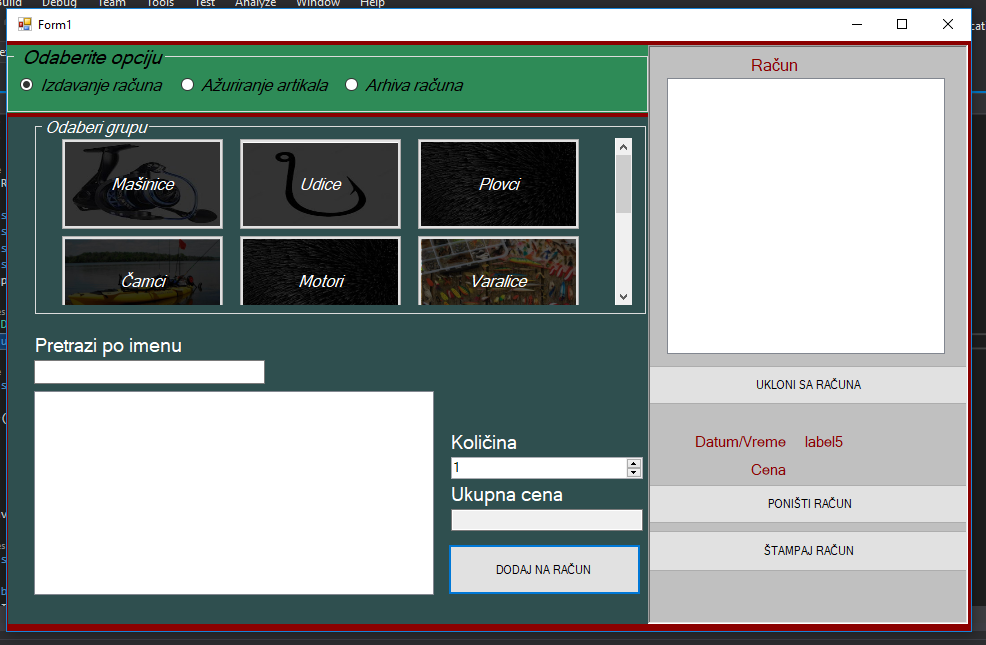 Build Debug Team Tools Test Analyze Window Help
Form1
Odaberite opciju
Izdavanje računa Ažuriranje artikala Arhiva računa
Odaberi grupu
Mašinice Udice Plovci
Čamci Motori Varalice
Pretrazi po imenu
Količina
1
Ukupna cena
DODAJ NA RAČUN
Račun
UKLONI SA RAČUNA
Datum/Vreme label5
Cena
PONIŠTI RAČUN
ŠTAMPAJ RAČUN